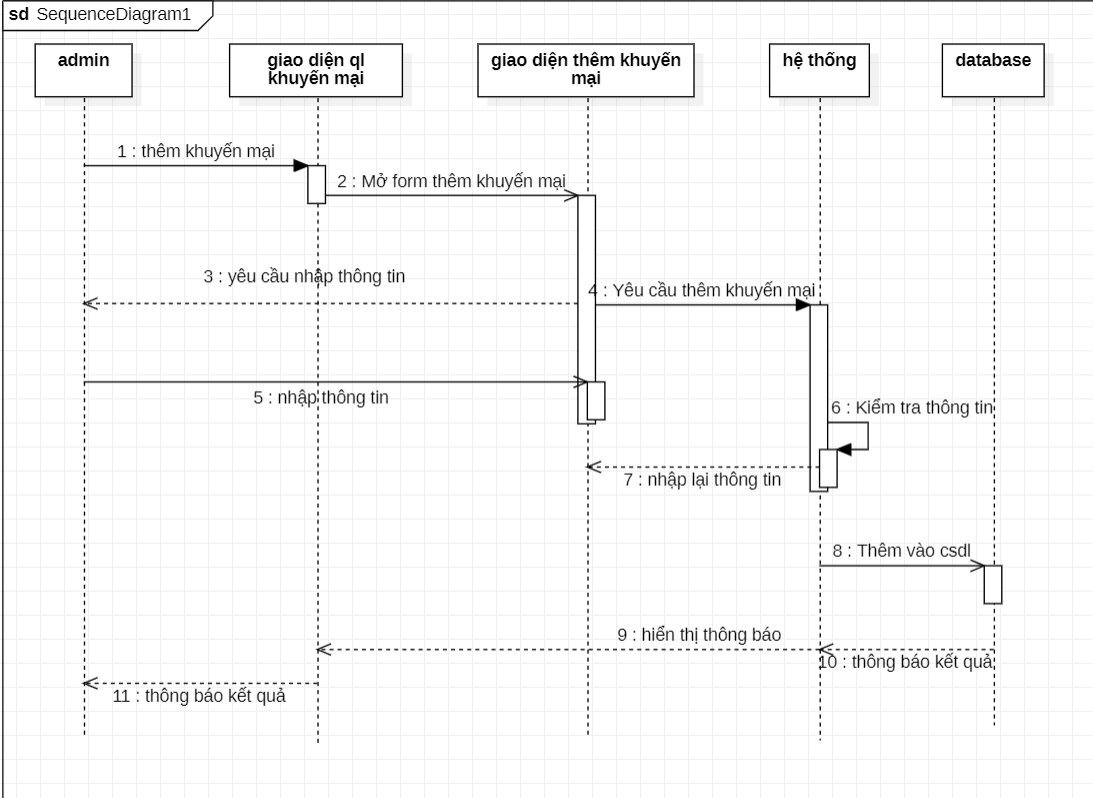 sd SequenceDiagram1
admin
giao diện ql
khuyến mại
giao diện thêm khuyến
mại
hệ thống
database
1 : thêm khuyến mại
2 : Mở form thêm khuyến mại
3 : yêu cầu nhập thông tin
4 : Yêu cầu thêm khuyến mại
5 : nhập thông tin
6 : Kiểm tra thông tin
7 : nhập lại thông tin
8 : Thêm vào csdl
9 : hiển thị thông báo
10 : thông báo kết quả
11 : thông báo kết quả